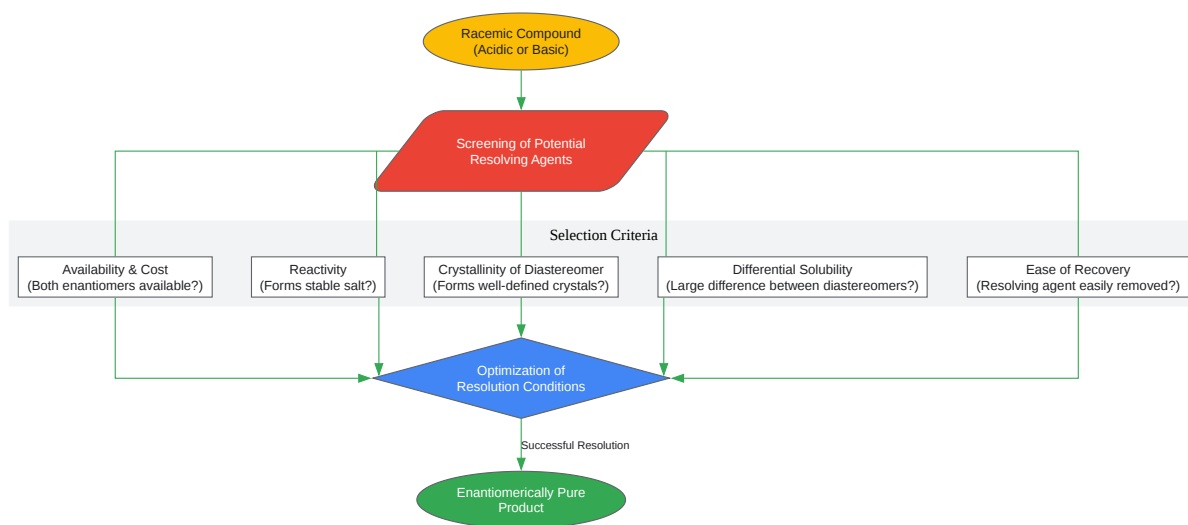 Racemic Compound
(Acidic or Basic)
Screening of Potential
Resolving Agents
Selection Criteria
Availability & Cost
(Both enantiomers available?)
Reactivity
(Forms stable salt?)
Crystallinity of Diastereomer
(Forms well-defined crystals?)
Differential Solubility
(Large difference between diastereomers?)
Ease of Recovery
(Resolving agent easily removed?)
Optimization of
Resolution Conditions
Successful Resolution
Enantiomerically Pure
Product